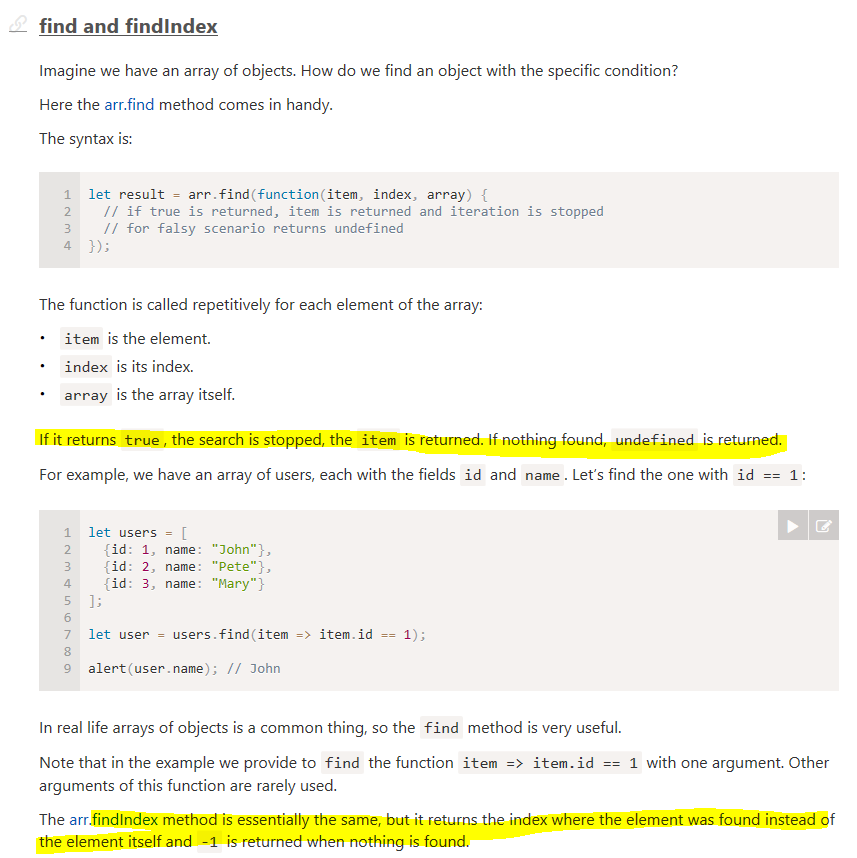 find and findIndex
Imagine we have an array of objects. How do we find an object with the specific condition?
Here the arr.find method comes in handy.
The syntax is:
1 let result = arr.find(function(item, index, array) {
2   // if true is returned, item is returned and iteration is stopped
3   // for falsy scenario returns undefined
4 });
The function is called repetitively for each element of the array:
• item is the element.
• index is its index.
• array is the array itself.
If it returns true, the search is stopped, the item is returned. If nothing found, undefined is returned.
For example, we have an array of users, each with the fields id and name. Let’s find the one with id == 1:
1 let users = [
2   {id: 1, name: "John"},
3   {id: 2, name: "Pete"},
4   {id: 3, name: "Mary"}
5 ];
6
7 let user = users.find(item => item.id == 1);
8
9 alert(user.name); // John
In real life arrays of objects is a common thing, so the find method is very useful.
Note that in the example we provide to find the function item => item.id == 1 with one argument. Other
arguments of this function are rarely used.
The arr.findIndex method is essentially the same, but it returns the index where the element was found instead of
the element itself and -1 is returned when nothing is found.